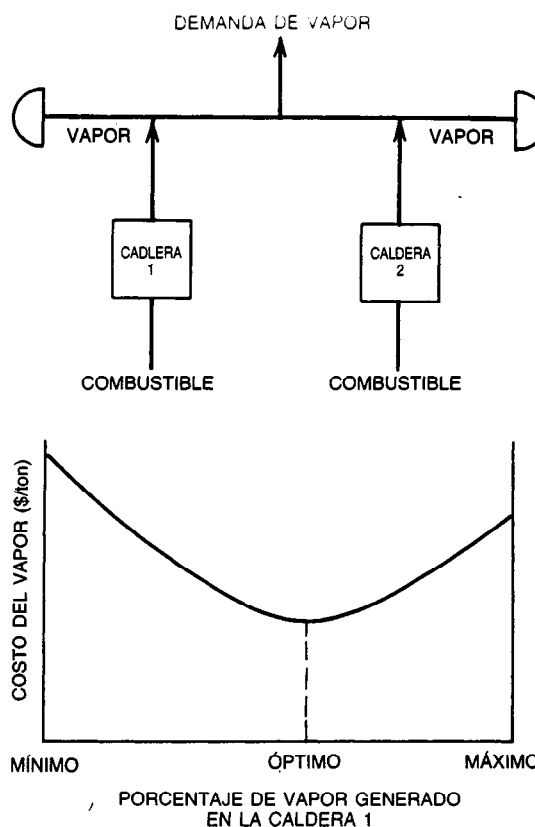 DEMANDA DE VAPOR
VAPOR VAPOR
CADLERA CALDERA
1 2
COMBUSTIBLE COMBUSTIBLE
COSTO DEL VAPOR ($/ton)
MÍNIMO ÓPTIMO MÁXIMO
PORCENTAJE DE VAPOR GENERADO
EN LA CALDERA 1